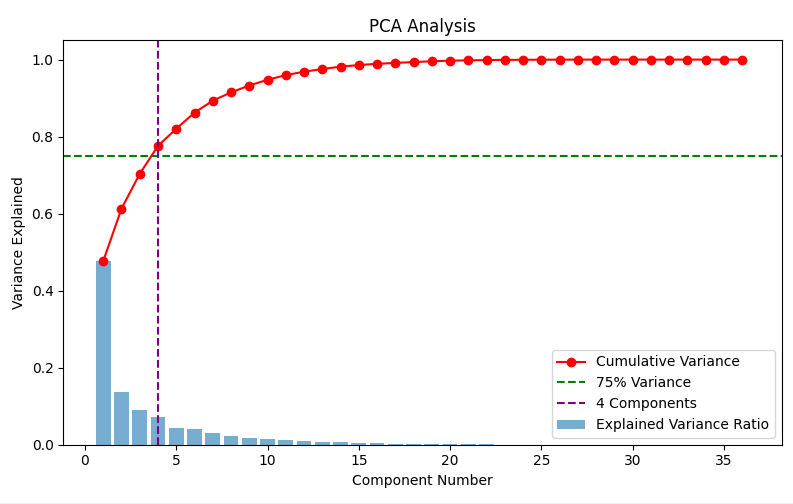 PCA Analysis
Variance Explained
1.0
0.8
0.6
0.4
0.2
0.0
Cumulative Variance
75% Variance
4 Components
Explained Variance Ratio
0 5 10 15 20 25 30 35
Component Number